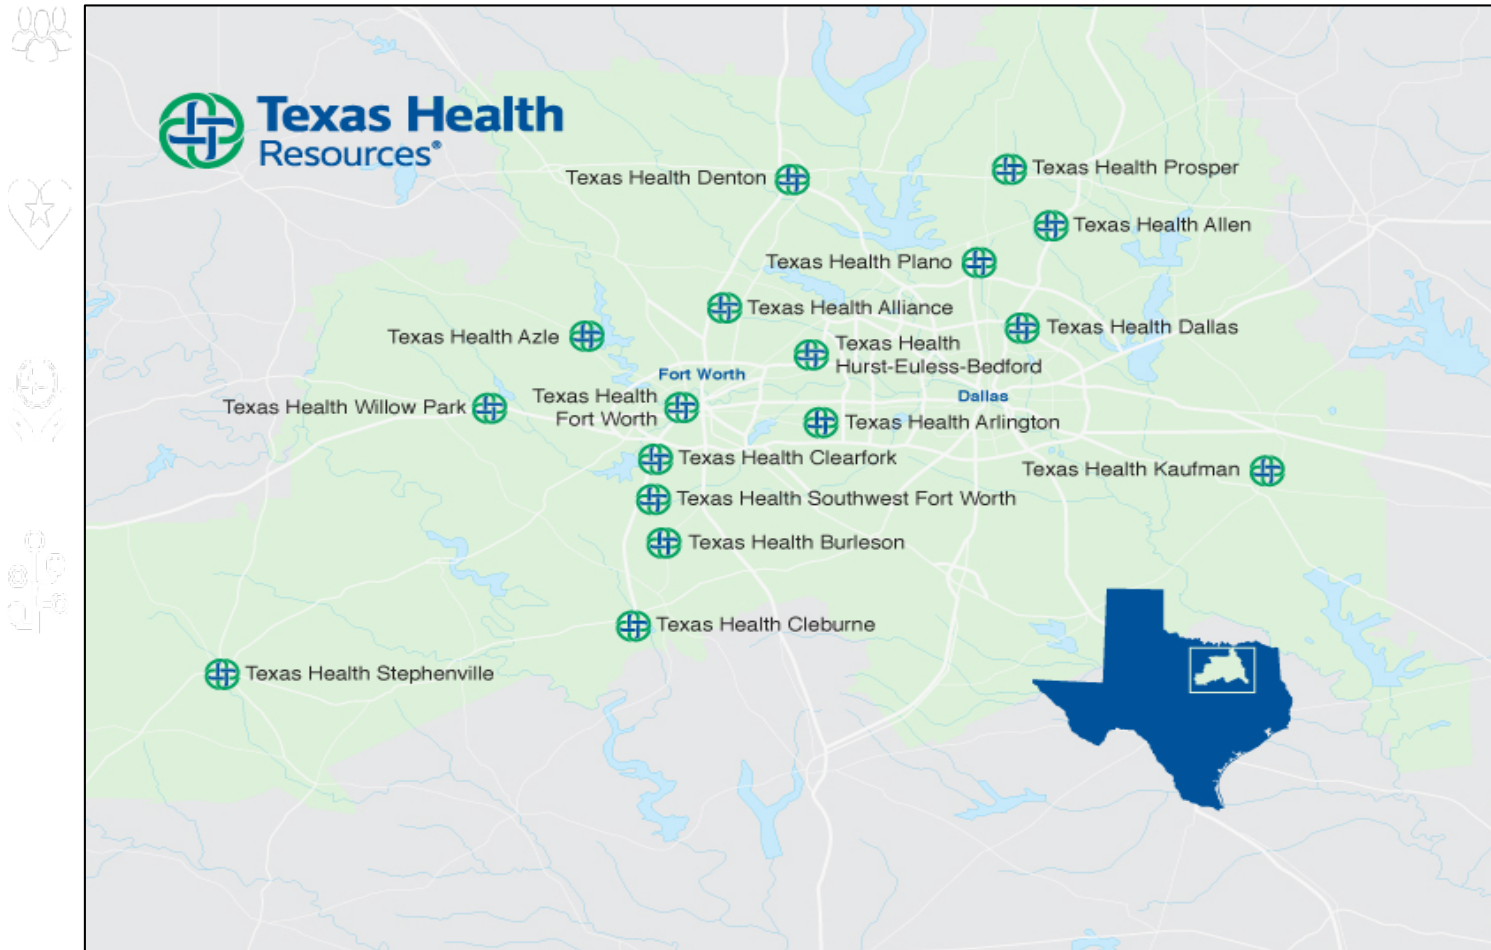 Texas Health
Resources®
Texas Health Denton
Texas Health Prosper
Texas Health Allen
Texas Health Plano
Texas Health Alliance
Texas Health Azle
Texas Health Dallas
Texas Health
Hurst-Euless-Bedford
Fort Worth
Dallas
Texas Health Willow Park
Texas Health
Fort Worth
Texas Health Arlington
Texas Health Clearfork
Texas Health Kaufman
Texas Health Southwest Fort Worth
Texas Health Burleson
Texas Health Cleburne
Texas Health Stephenville